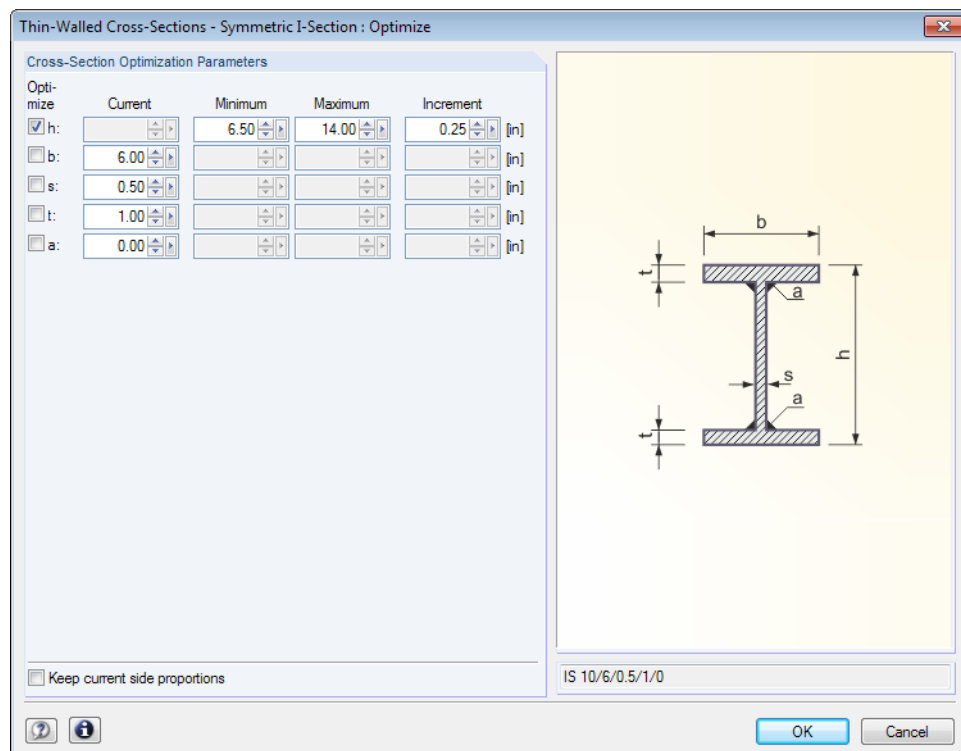 Thin-Walled Cross-Sections - Symmetric I-Section : Optimize
Cross-Section Optimization Parameters
Opti-
mize Current Minimum Maximum Increment
h: 6.50 14.00 0.25 [in]
b: 6.00 [in]
s: 0.50 [in]
t: 1.00 [in]
a: 0.00 [in]
b
t
a
h
s
a
t
Keep current side proportions
IS 10/6/0.5/1/0
OK Cancel